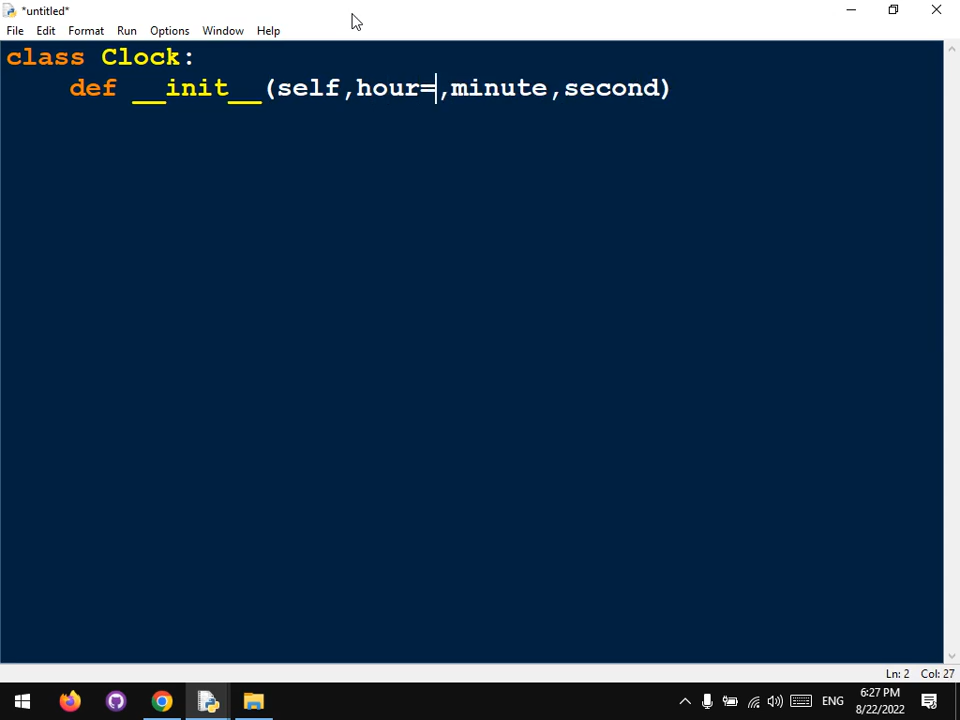 *untitled*
File Edit Format Run Options Window Help
class Clock:
    def __init__(self,hour=,minute,second)
Ln: 2 Col: 27
ENG
6:27 PM
8/22/2022